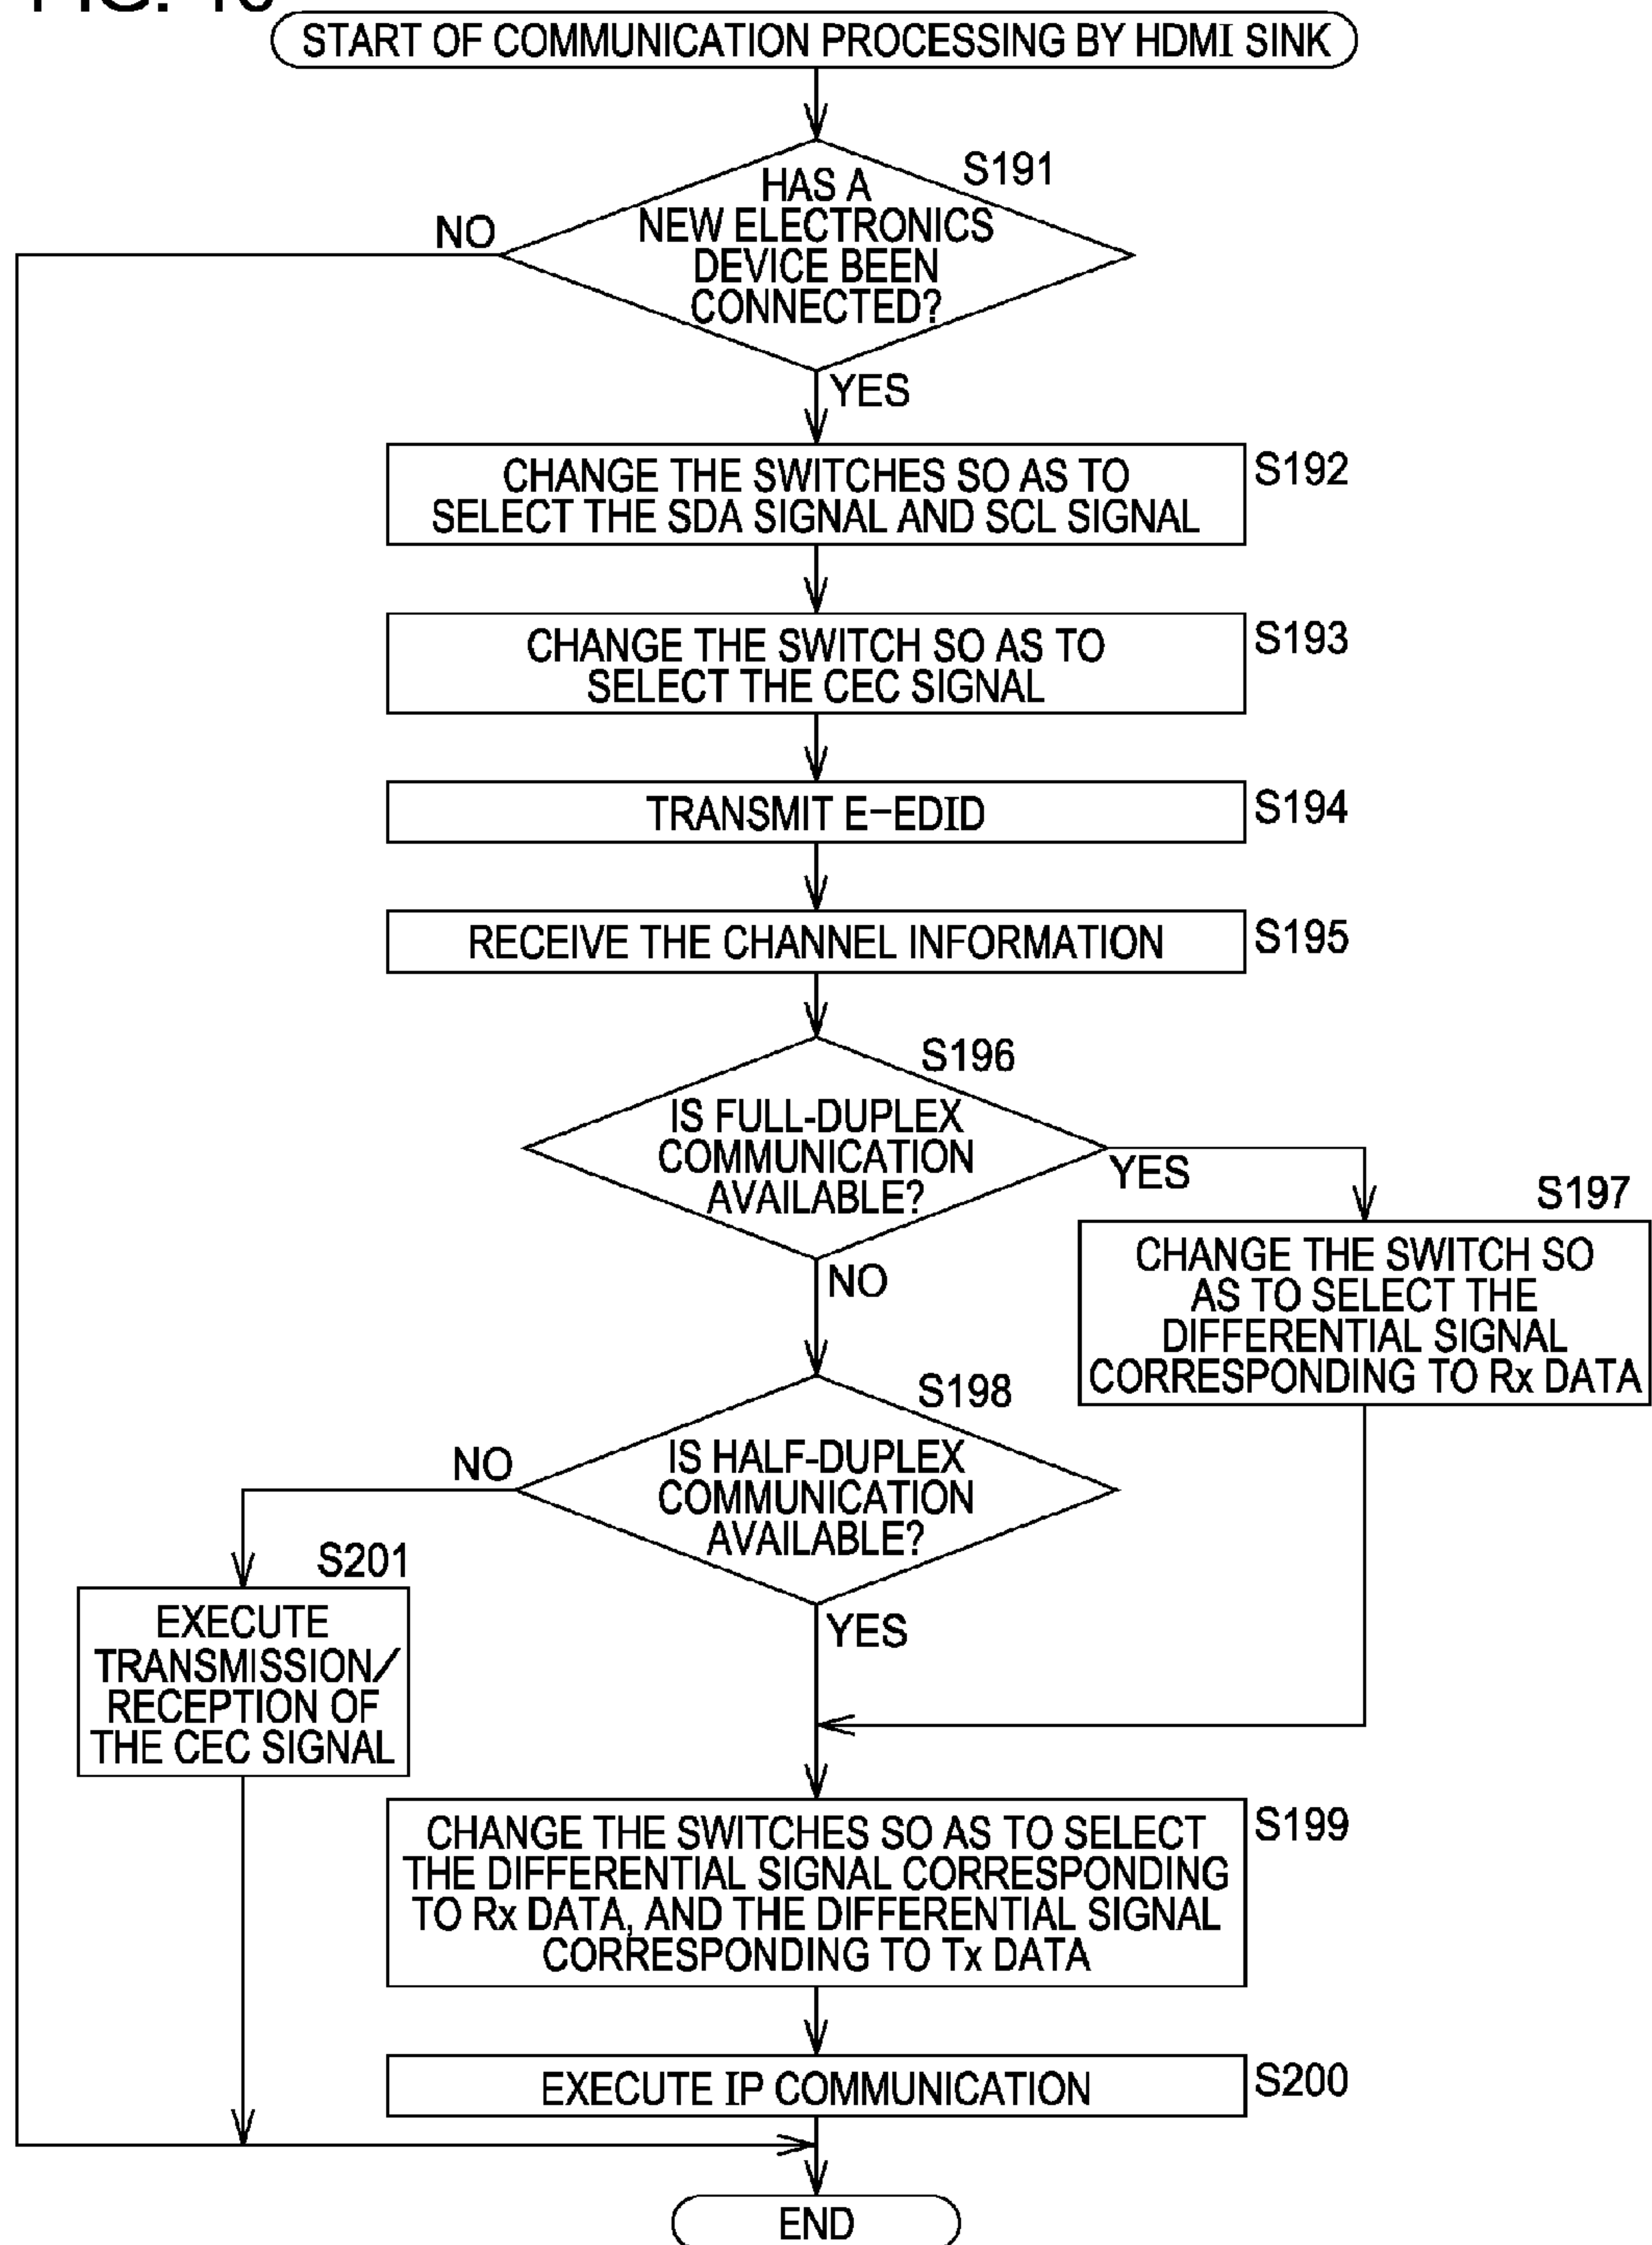 START OF COMMUNICATION PROCESSING BY HDMI SINK
S191
HAS A
NEW ELECTRONICS
DEVICE BEEN
CONNECTED?
NO
YES
CHANGE THE SWITCHES SO AS TO
SELECT THE SDA SIGNAL AND SCL SIGNAL
S192
CHANGE THE SWITCH SO AS TO
SELECT THE CEC SIGNAL
S193
TRANSMIT E-EDID
S194
RECEIVE THE CHANNEL INFORMATION
S195
S196
IS FULL-DUPLEX
COMMUNICATION
AVAILABLE?
YES
NO
S197
CHANGE THE SWITCH SO
AS TO SELECT THE
DIFFERENTIAL SIGNAL
CORRESPONDING TO Rx DATA
S198
IS HALF-DUPLEX
COMMUNICATION
AVAILABLE?
NO
YES
S201
EXECUTE
TRANSMISSION/
RECEPTION OF
THE CEC SIGNAL
CHANGE THE SWITCHES SO AS TO SELECT
THE DIFFERENTIAL SIGNAL CORRESPONDING
TO Rx DATA, AND THE DIFFERENTIAL SIGNAL
CORRESPONDING TO Tx DATA
S199
EXECUTE IP COMMUNICATION
S200
END